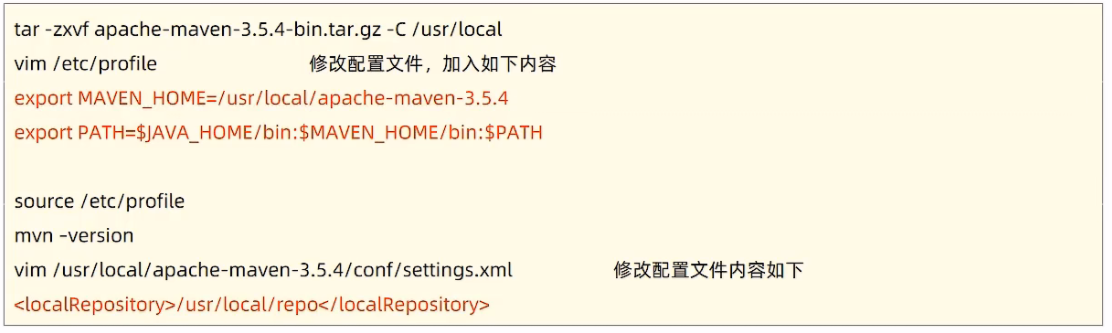 tar -zxvf apache-maven-3.5.4-bin.tar.gz -C /usr/local
vim /etc/profile 修改配置文件，加入如下内容
export MAVEN_HOME=/usr/local/apache-maven-3.5.4
export PATH=$JAVA_HOME/bin:$MAVEN_HOME/bin:$PATH
source /etc/profile
mvn –version
vim /usr/local/apache-maven-3.5.4/conf/settings.xml 修改配置文件内容如下
<localRepository>/usr/local/repo</localRepository>